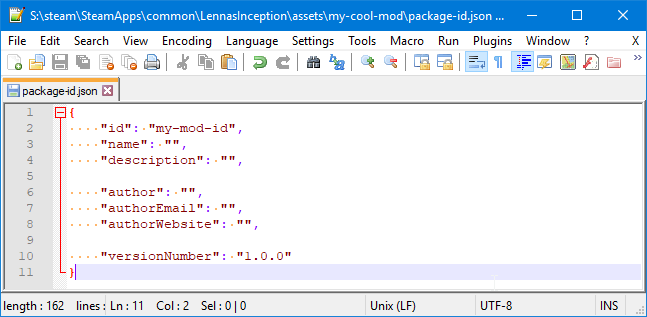 S:\steam\SteamApps\common\LennasInception\assets\my-cool-mod\package-id.json ...
File Edit Search View Encoding Language Settings Tools Macro Run Plugins Window ? X
package-id.json
1 {
2 "id": "my-mod-id",
3 "name": "",
4 "description": "",
5
6 "author": "",
7 "authorEmail": "",
8 "authorWebsite": "",
9
10 "versionNumber": "1.0.0"
11 }
length : 162 lines : Ln : 11 Col : 2 Sel : 0 | 0 Unix (LF) UTF-8 INS